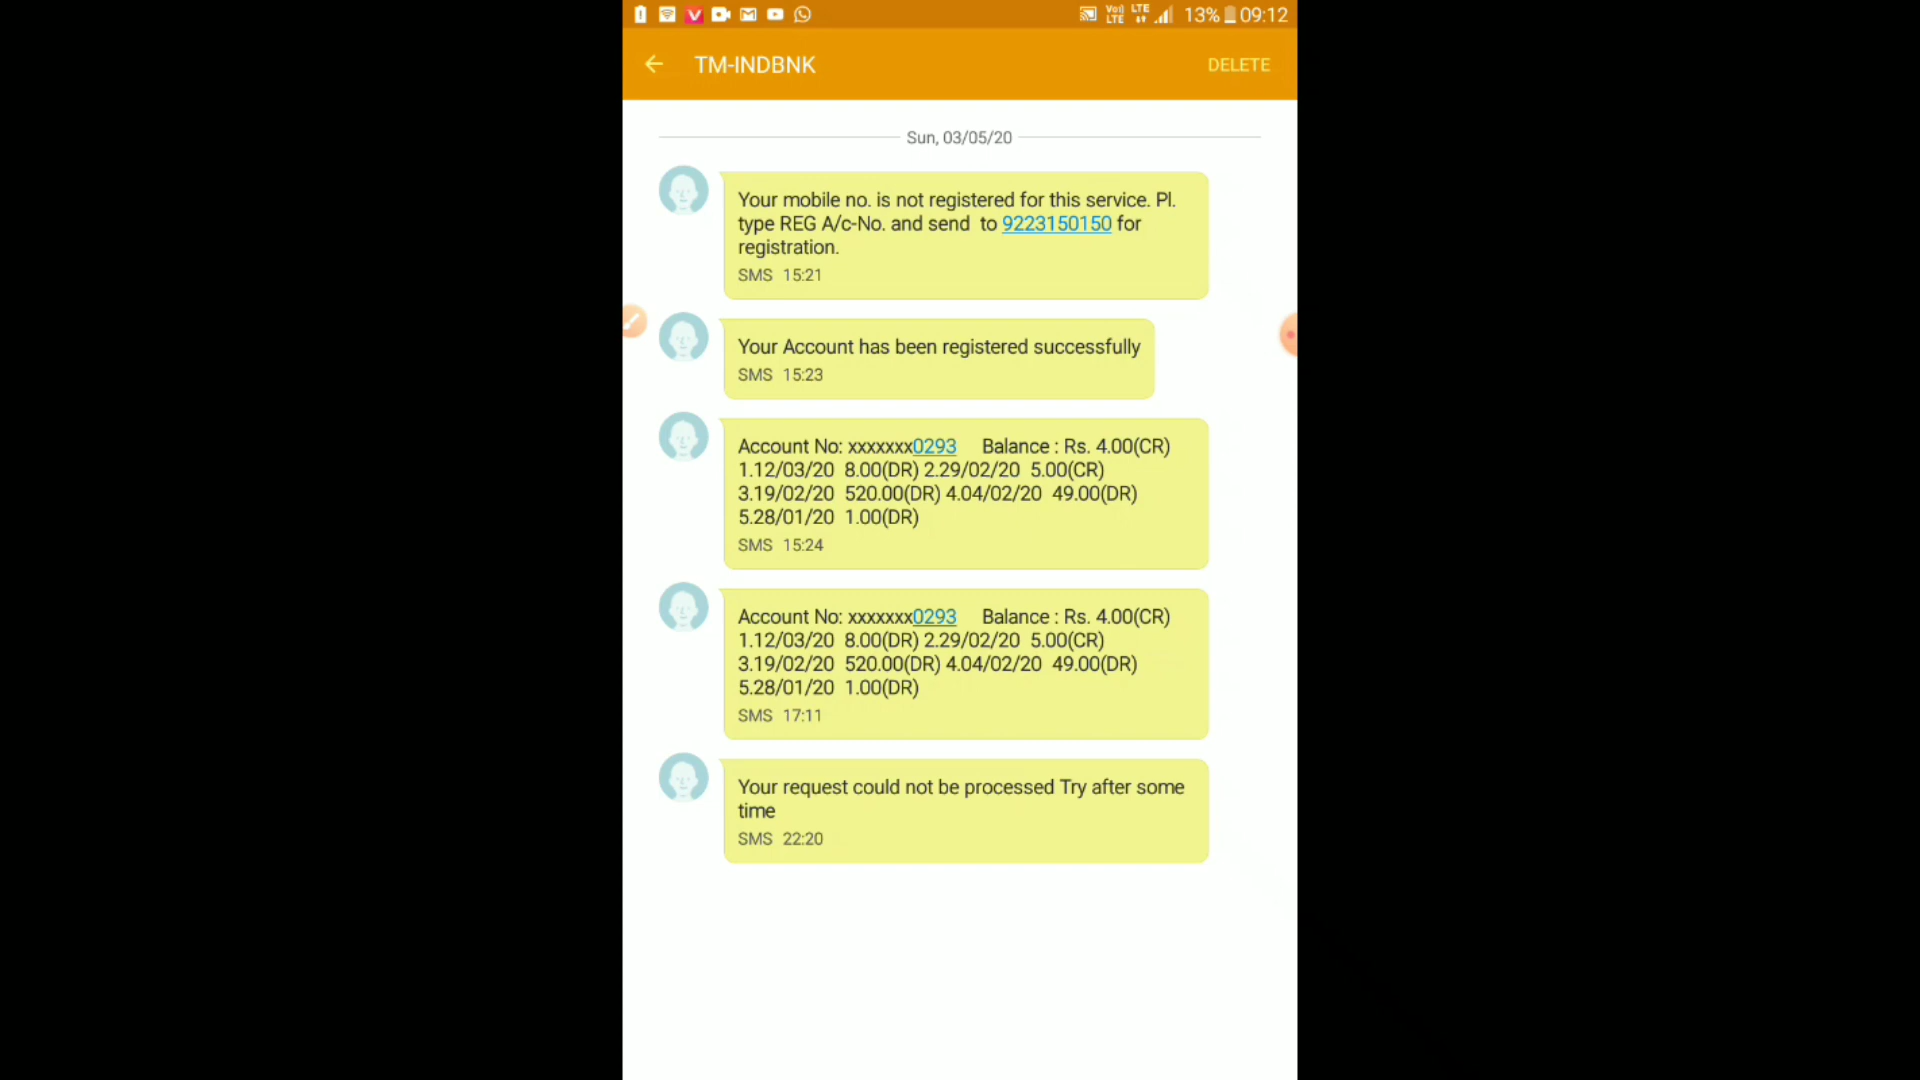 13% 09:12
TM-INDBNK DELETE
Sun, 03/05/20
Your mobile no. is not registered for this service. Pl.
type REG A/c-No. and send  to 9223150150 for
registration.
SMS 15:21
Your Account has been registered successfully
SMS 15:23
Account No: xxxxxxx0293    Balance : Rs. 4.00(CR)
1.12/03/20  8.00(DR) 2.29/02/20  5.00(CR)
3.19/02/20  520.00(DR) 4.04/02/20  49.00(DR)
5.28/01/20  1.00(DR)
SMS 15:24
Account No: xxxxxxx0293    Balance : Rs. 4.00(CR)
1.12/03/20  8.00(DR) 2.29/02/20  5.00(CR)
3.19/02/20  520.00(DR) 4.04/02/20  49.00(DR)
5.28/01/20  1.00(DR)
SMS 17:11
Your request could not be processed Try after some
time
SMS 22:20